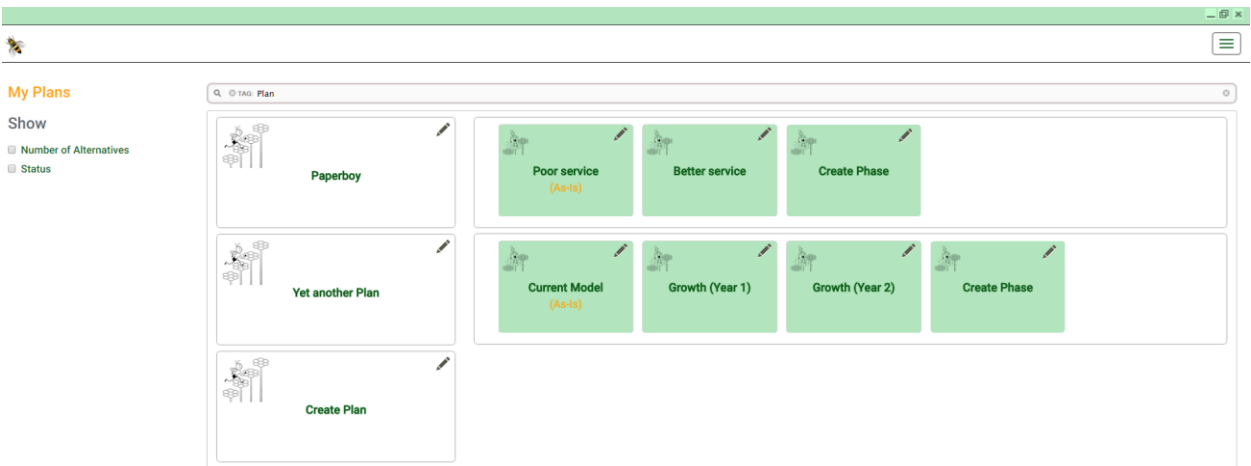 My Plans
Show
Number of Alternatives
Status
TAG: Plan
Paperboy
Poor service
(As-Is)
Better service
Create Phase
Yet another Plan
Current Model
(As-Is)
Growth (Year 1)
Growth (Year 2)
Create Phase
Create Plan